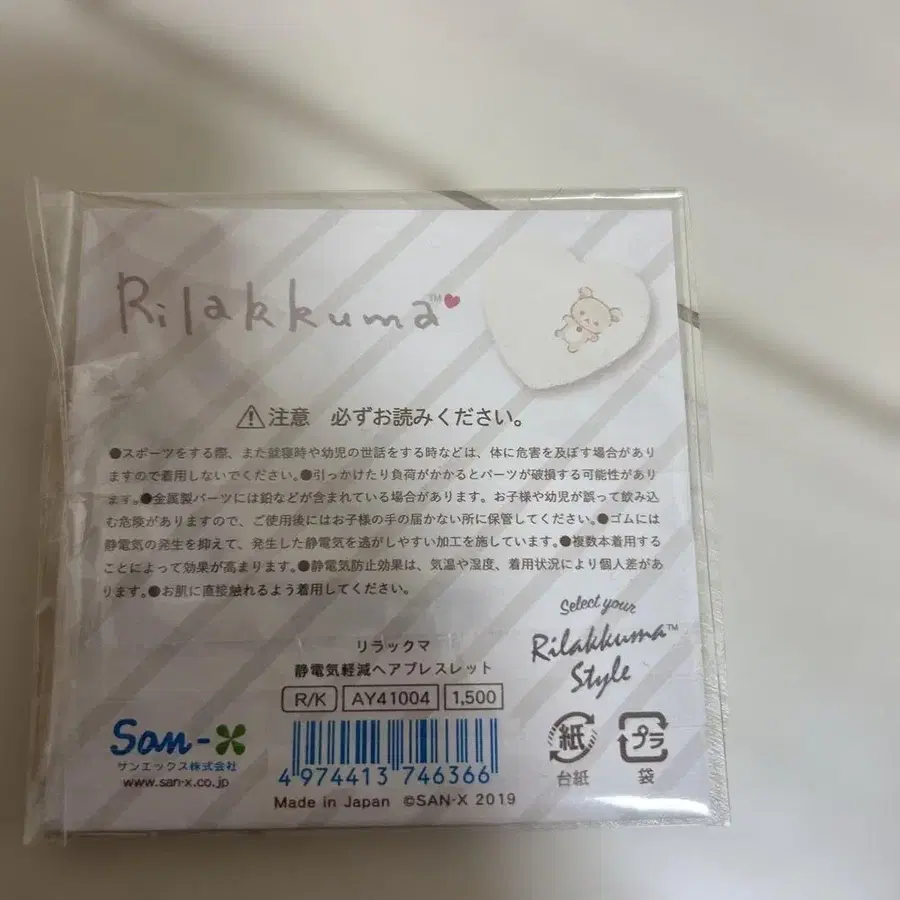 Rilakkuma™
⚠注意 必ずお読みください。
●スポーツをする際、また就寝時や幼児の世話をする時などは、体に危害を及ぼす場合があり
ますので着用しないでください。●引っかけたり負荷がかかるとパーツが破損する可能性があり
ます。●金属製パーツには鉛などが含まれている場合があります。お子様や幼児が誤って飲み込
む危険がありますので、ご使用後にはお子様の手の届かない所に保管してください。●ゴムには
静電気の発生を抑えて、発生した静電気を逃がしやすい加工を施しています。●複数本着用する
ことによって効果が高まります。●静電気防止効果は、気温や湿度、着用状況により個人差があ
ります。●お肌に直接触れるよう着用してください。
Select your
Rilakkuma™
Style
リラックマ
静電気軽減ヘアブレスレット
R/K AY41004 1,500
San-X
サンエックス株式会社
www.san-x.co.jp
4 974413 746366
Made in Japan ©SAN-X 2019
紙
台紙
プラ
袋